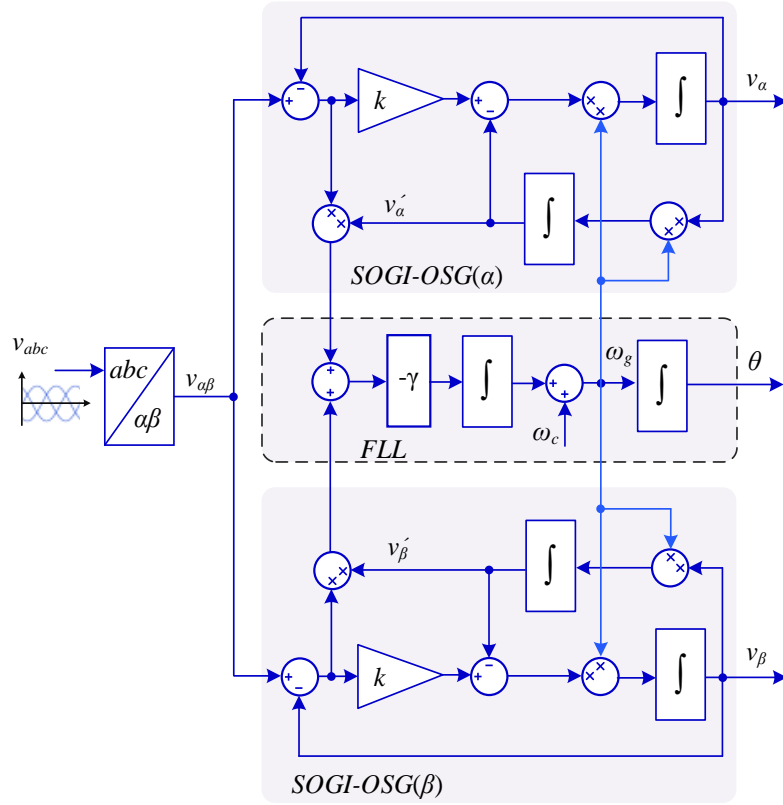 v_α
k
∫
∫
v_α´
SOGI-OSG(α)
v_abc
abc
αβ
v_αβ
-γ
∫
ω_g
∫
θ
ω_c
FLL
v_β´
∫
k
∫
v_β
SOGI-OSG(β)